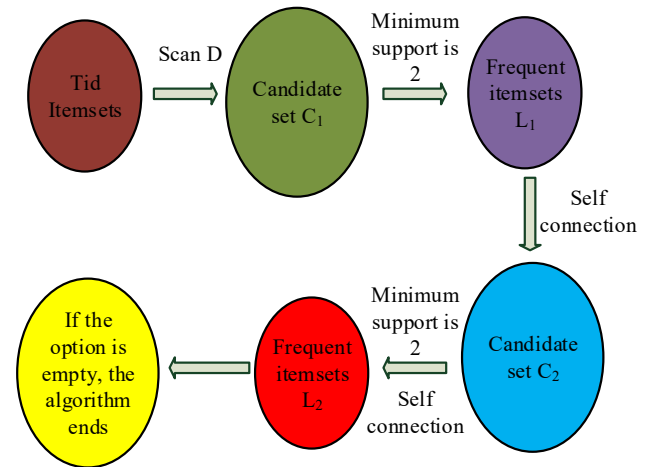 Tid
Itemsets
Scan D
Candidate
set C₁
Minimum
support is
2
Frequent
itemsets
L₁
Self
connection
Candidate
set C₂
Minimum
support is
2
Self
connection
Frequent
itemsets
L₂
If the
option is
empty, the
algorithm
ends